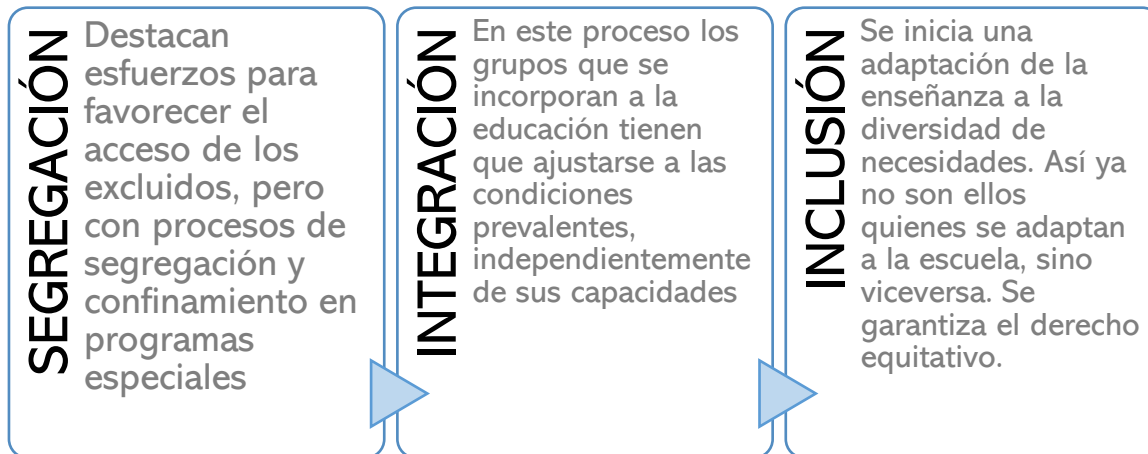 SEGREGACIÓN
Destacan
esfuerzos para
favorecer el
acceso de los
excluidos, pero
con procesos de
segregación y
confinamiento en
programas
especiales
INTEGRACIÓN
En este proceso los
grupos que se
incorporan a la
educación tienen
que ajustarse a las
condiciones
prevalentes,
independientemente
de sus capacidades
INCLUSIÓN
Se inicia una
adaptación de la
enseñanza a la
diversidad de
necesidades. Así ya
no son ellos
quienes se adaptan
a la escuela, sino
viceversa. Se
garantiza el derecho
equitativo.